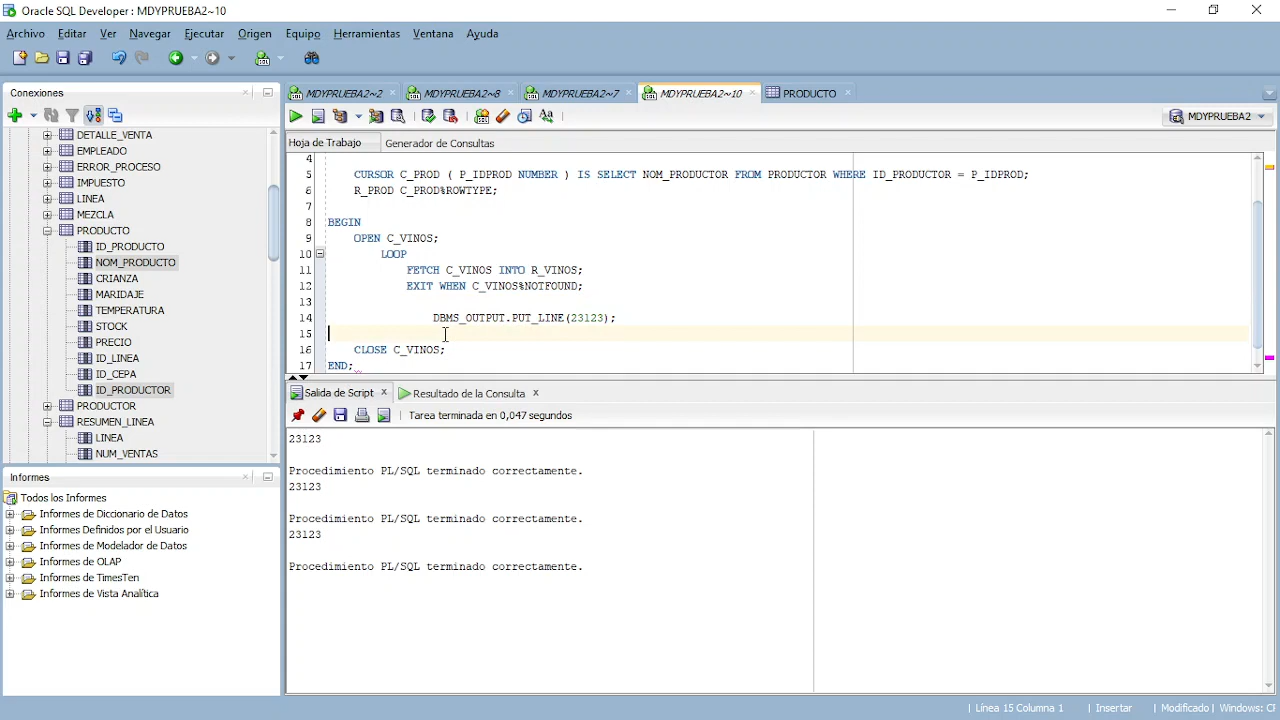 Oracle SQL Developer : MDYPRUEBA2~10
Archivo Editar Ver Navegar Ejecutar Origen Equipo Herramientas Ventana Ayuda
Conexiones
DETALLE_VENTA
EMPLEADO
ERROR_PROCESO
IMPUESTO
LINEA
MEZCLA
PRODUCTO
ID_PRODUCTO
NOM_PRODUCTO
CRIANZA
MARIDAJE
TEMPERATURA
STOCK
PRECIO
ID_LINEA
ID_CEPA
ID_PRODUCTOR
PRODUCTOR
RESUMEN_LINEA
LINEA
NUM_VENTAS
Informes
Todos los Informes
Informes de Diccionario de Datos
Informes Definidos por el Usuario
Informes de Modelador de Datos
Informes de OLAP
Informes de TimesTen
Informes de Vista Analítica
MDYPRUEBA2~2 MDYPRUEBA2~8 MDYPRUEBA2~7 MDYPRUEBA2~10 PRODUCTO
MDYPRUEBA2
Hoja de Trabajo Generador de Consultas
4
5 CURSOR C_PROD ( P_IDPROD NUMBER ) IS SELECT NOM_PRODUCTOR FROM PRODUCTOR WHERE ID_PRODUCTOR = P_IDPROD;
6 R_PROD C_PROD%ROWTYPE;
7
8 BEGIN
9 OPEN C_VINOS;
10 LOOP
11 FETCH C_VINOS INTO R_VINOS;
12 EXIT WHEN C_VINOS%NOTFOUND;
13
14 DBMS_OUTPUT.PUT_LINE(23123);
15
16 CLOSE C_VINOS;
17 END;
Salida de Script Resultado de la Consulta
Tarea terminada en 0,047 segundos
23123
Procedimiento PL/SQL terminado correctamente.
23123
Procedimiento PL/SQL terminado correctamente.
23123
Procedimiento PL/SQL terminado correctamente.
Línea 15 Columna 1 Insertar Modificado Windows: CF